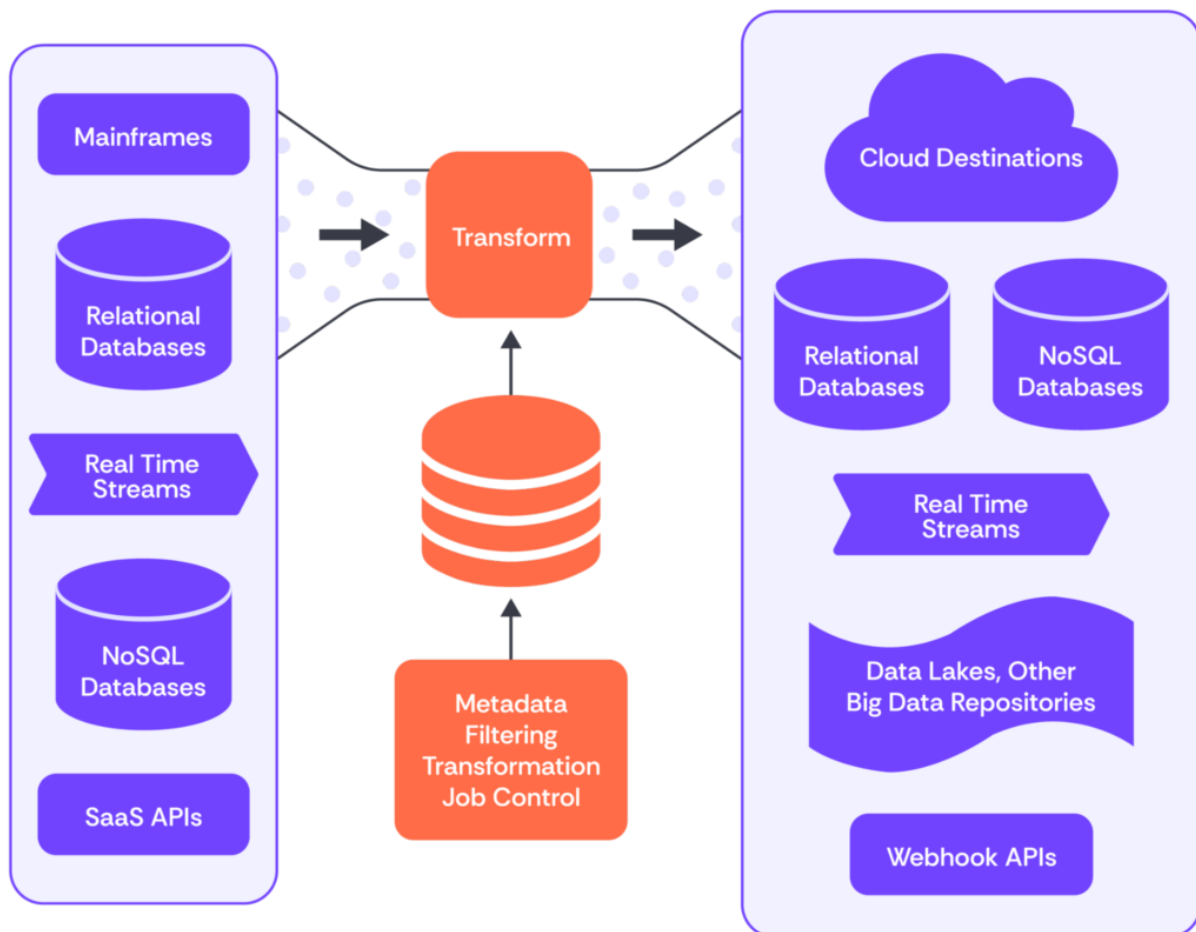 Mainframes
Relational
Databases
Real Time
Streams
NoSQL
Databases
SaaS APIs
Transform
Metadata
Filtering
Transformation
Job Control
Cloud Destinations
Relational
Databases
NoSQL
Databases
Real Time
Streams
Data Lakes, Other
Big Data Repositories
Webhook APIs